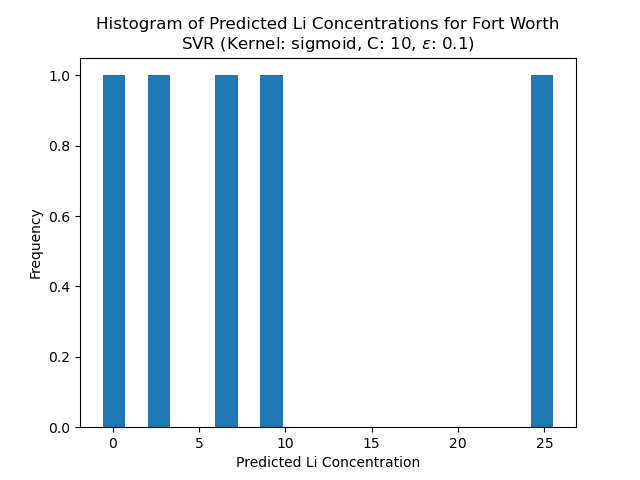 Histogram of Predicted Li Concentrations for Fort Worth
SVR (Kernel: sigmoid, C: 10, ε: 0.1)
1.0
0.8
0.6
0.4
0.2
0.0
Frequency
0 5 10 15 20 25
Predicted Li Concentration